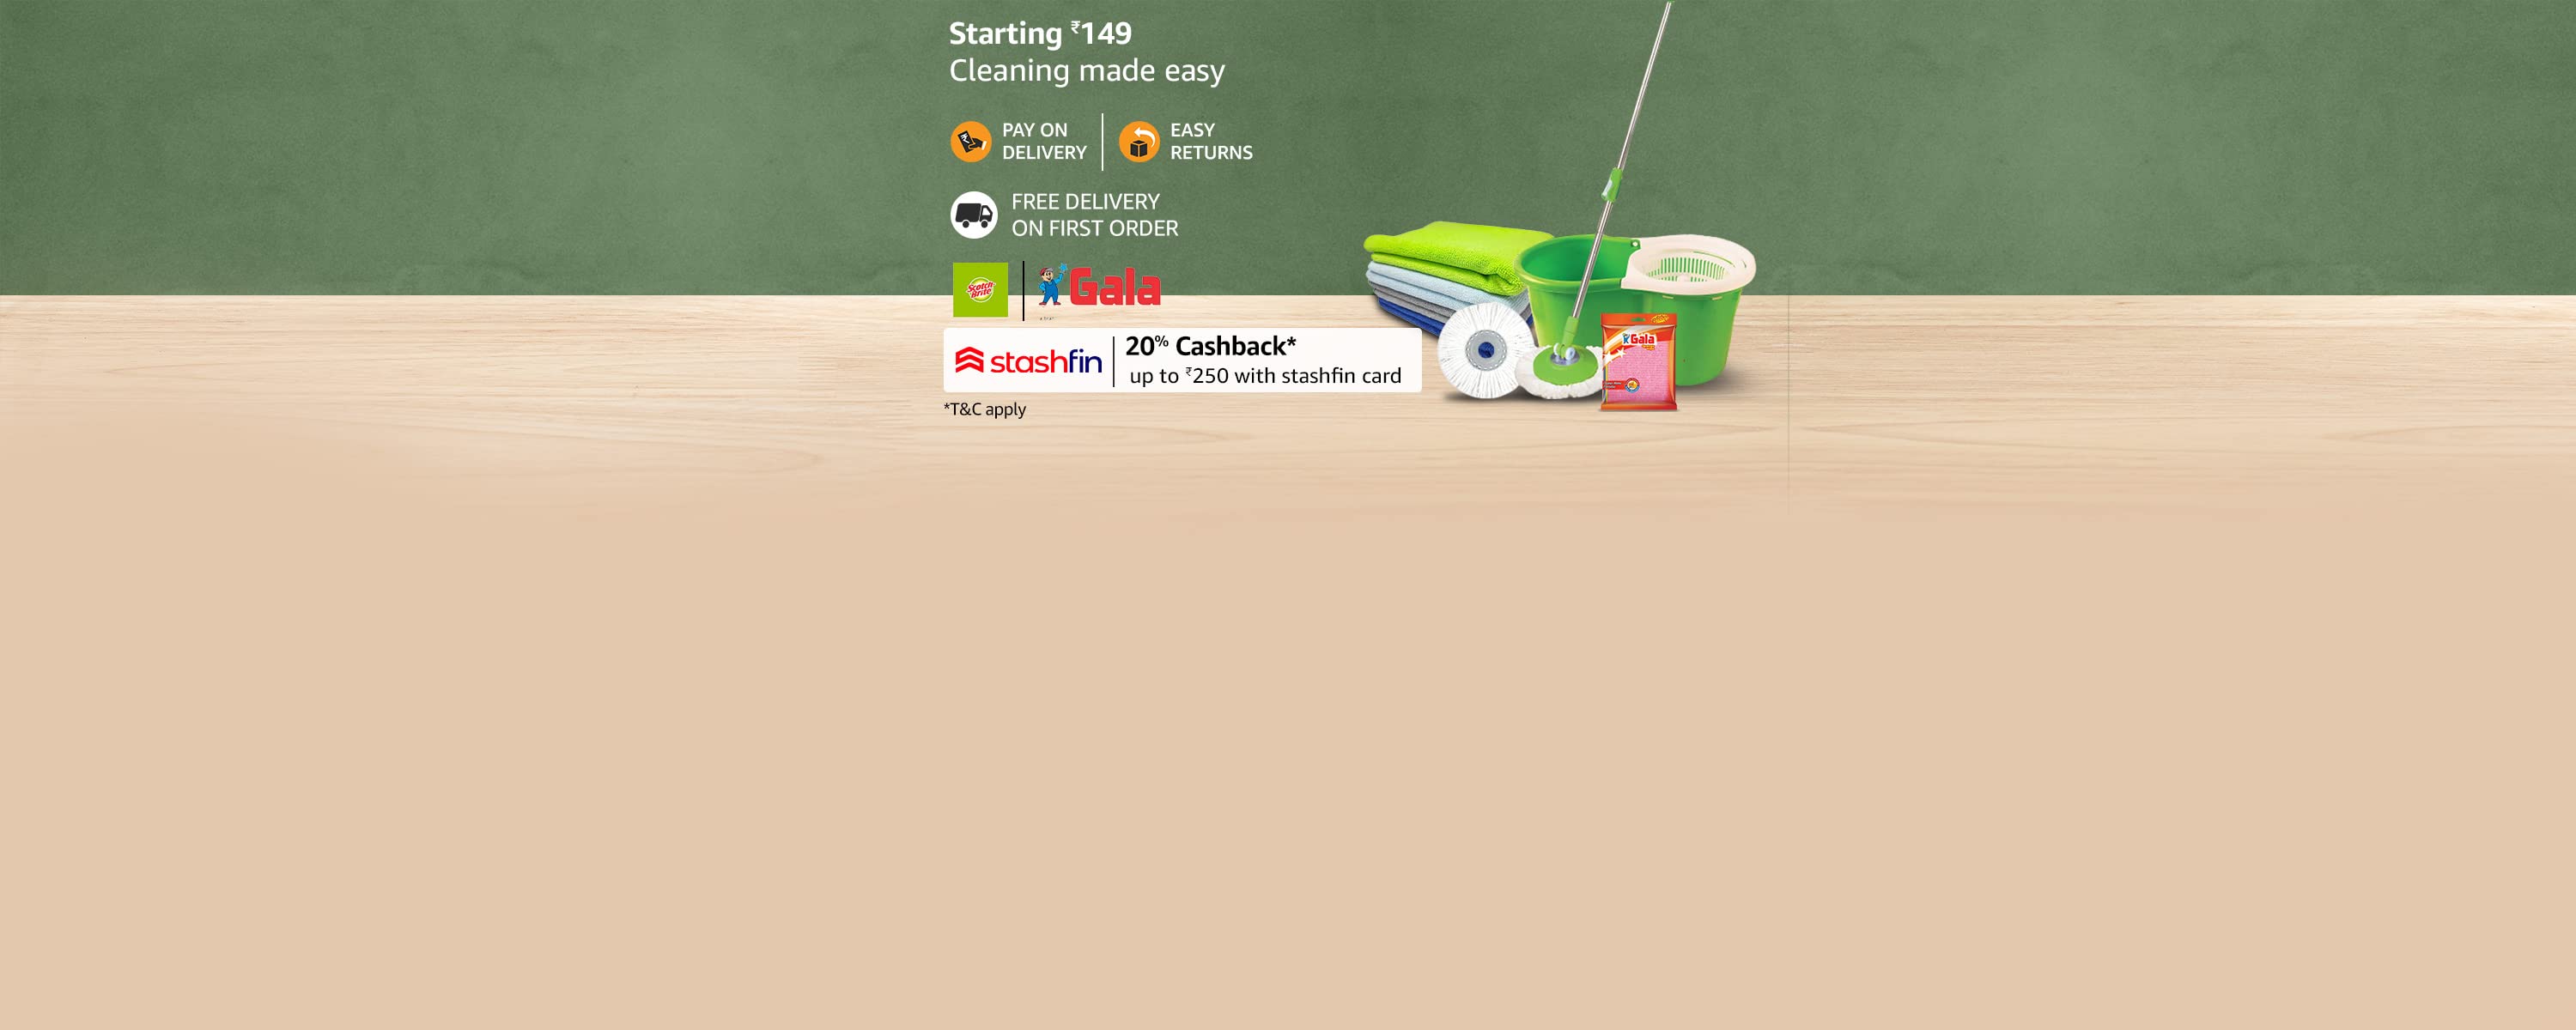 Starting ₹149
Cleaning made easy
PAY ON
DELIVERY
EASY
RETURNS
FREE DELIVERY
ON FIRST ORDER
Scotch
Brite
Gala
stashfin
20% Cashback*
up to ₹250 with stashfin card
*T&C apply
Gala